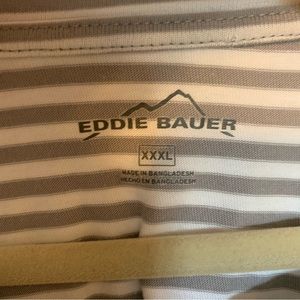 EDDIE BAUER
XXXL
MADE IN BANGLADESH
HECHO EN BANGLADESH